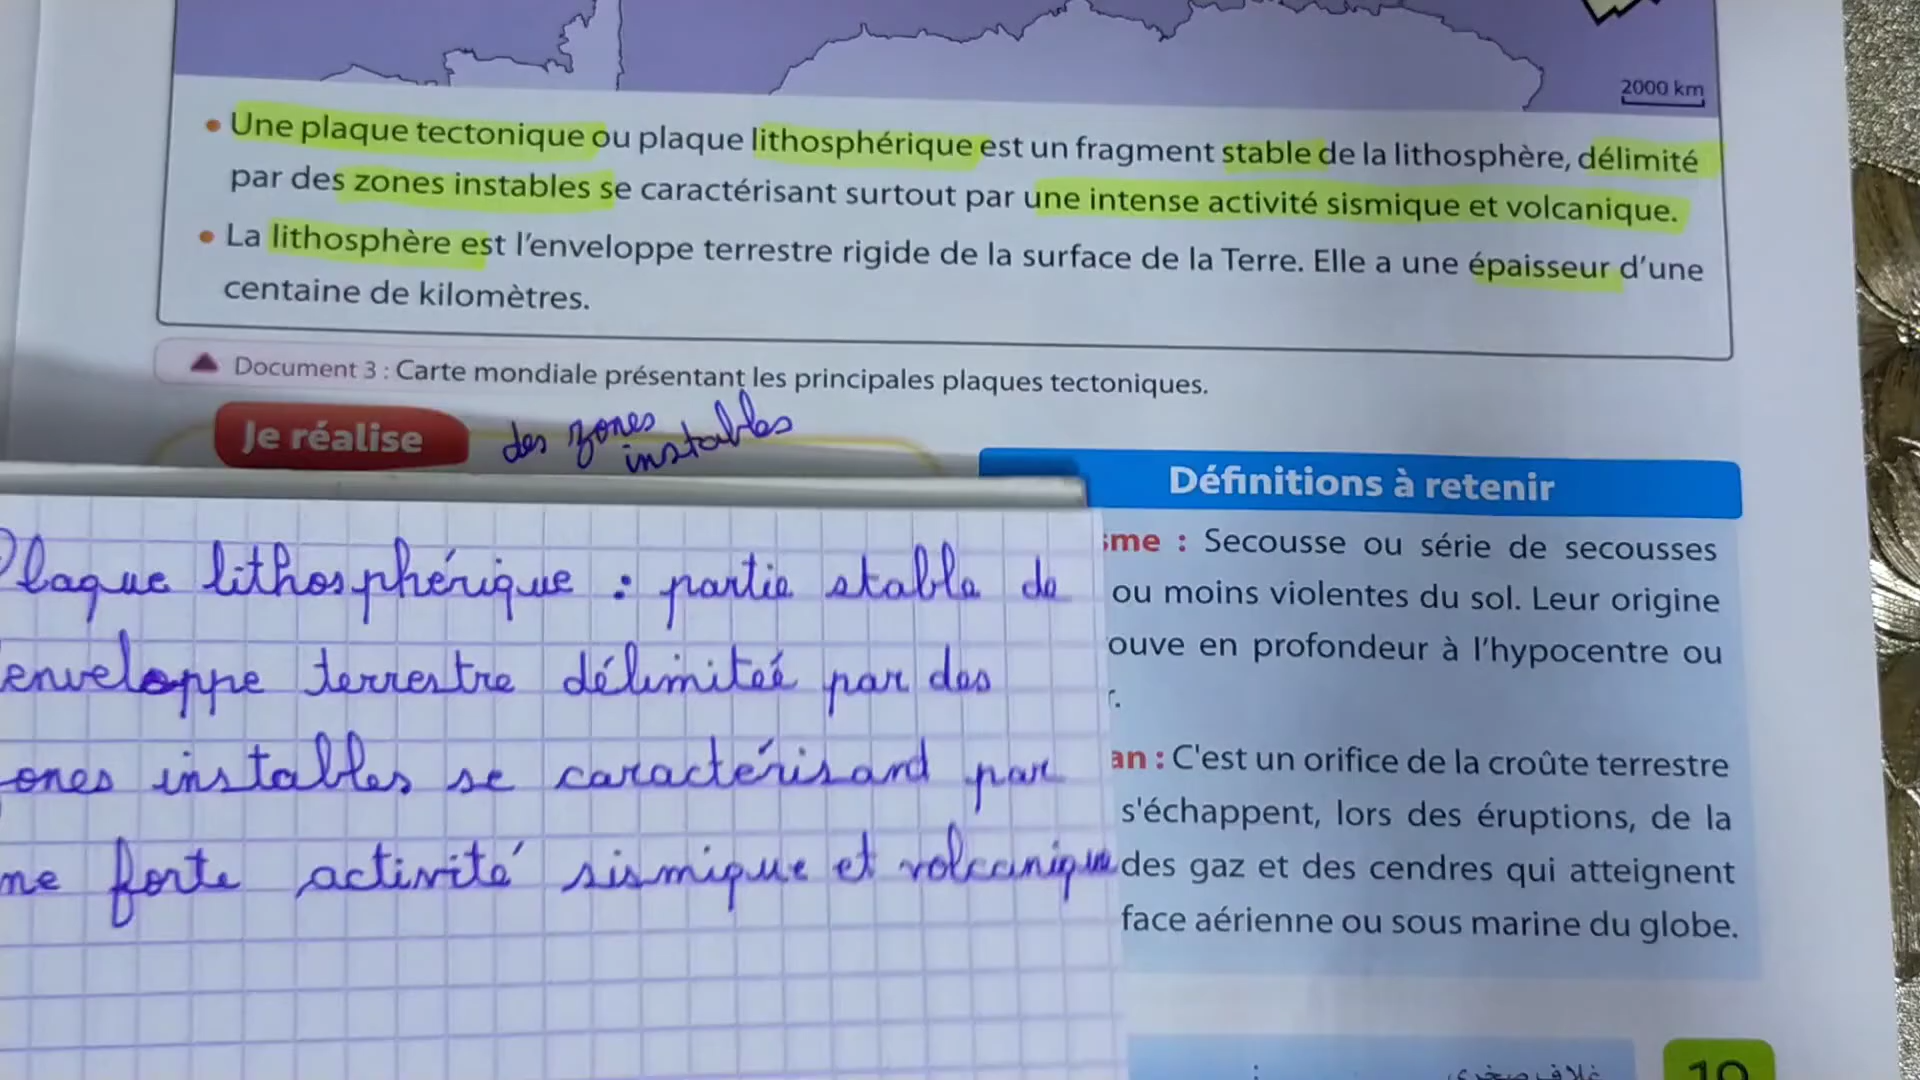 2000 km
• Une plaque tectonique ou plaque lithosphérique est un fragment stable de la lithosphère, délimité
par des zones instables se caractérisant surtout par une intense activité sismique et volcanique.
• La lithosphère est l'enveloppe terrestre rigide de la surface de la Terre. Elle a une épaisseur d'une
centaine de kilomètres.
Document 3 : Carte mondiale présentant les principales plaques tectoniques.
Je réalise
des zones
instables
Définitions à retenir
Plaque lithosphérique : partie stable de
enveloppe terrestre délimiteé par des
ones instables se caractérisand par
ne forte activité sismique et volcanique
sme : Secousse ou série de secousses
ou moins violentes du sol. Leur origine
ouve en profondeur à l'hypocentre ou
r.
an : C'est un orifice de la croûte terrestre
s'échappent, lors des éruptions, de la
des gaz et des cendres qui atteignent
face aérienne ou sous marine du globe.
:
19